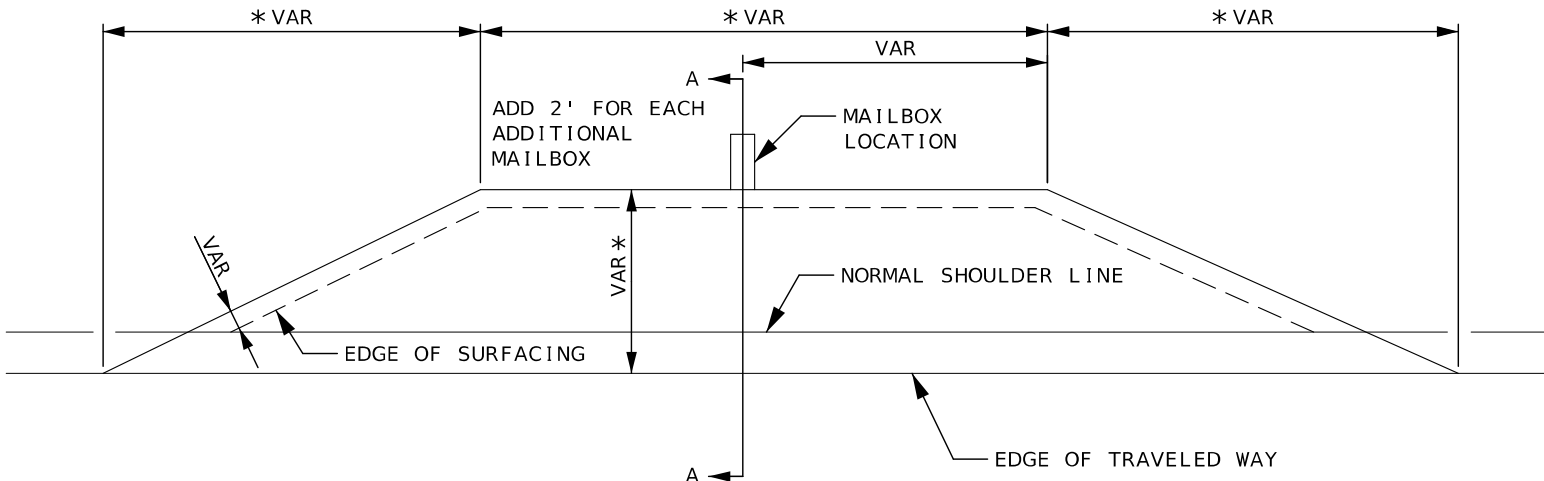 * VAR
* VAR
* VAR
VAR
A
ADD 2' FOR EACH
ADDITIONAL
MAILBOX
MAILBOX
LOCATION
VAR
VAR *
NORMAL SHOULDER LINE
EDGE OF SURFACING
EDGE OF TRAVELED WAY
A